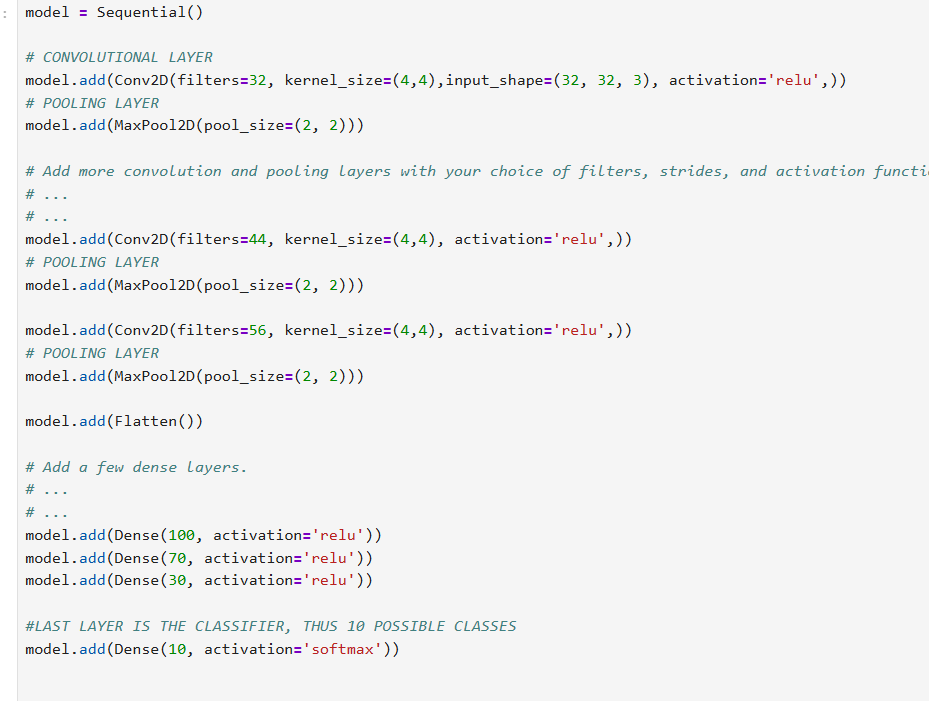 :
model = Sequential()
# CONVOLUTIONAL LAYER
model.add(Conv2D(filters=32, kernel_size=(4,4),input_shape=(32, 32, 3), activation='relu',))
# POOLING LAYER
model.add(MaxPool2D(pool_size=(2, 2)))
# Add more convolution and pooling layers with your choice of filters, strides, and activation functi
# ...
# ...
model.add(Conv2D(filters=44, kernel_size=(4,4), activation='relu',))
# POOLING LAYER
model.add(MaxPool2D(pool_size=(2, 2)))
model.add(Conv2D(filters=56, kernel_size=(4,4), activation='relu',))
# POOLING LAYER
model.add(MaxPool2D(pool_size=(2, 2)))
model.add(Flatten())
# Add a few dense layers.
# ...
# ...
model.add(Dense(100, activation='relu'))
model.add(Dense(70, activation='relu'))
model.add(Dense(30, activation='relu'))
#LAST LAYER IS THE CLASSIFIER, THUS 10 POSSIBLE CLASSES
model.add(Dense(10, activation='softmax'))